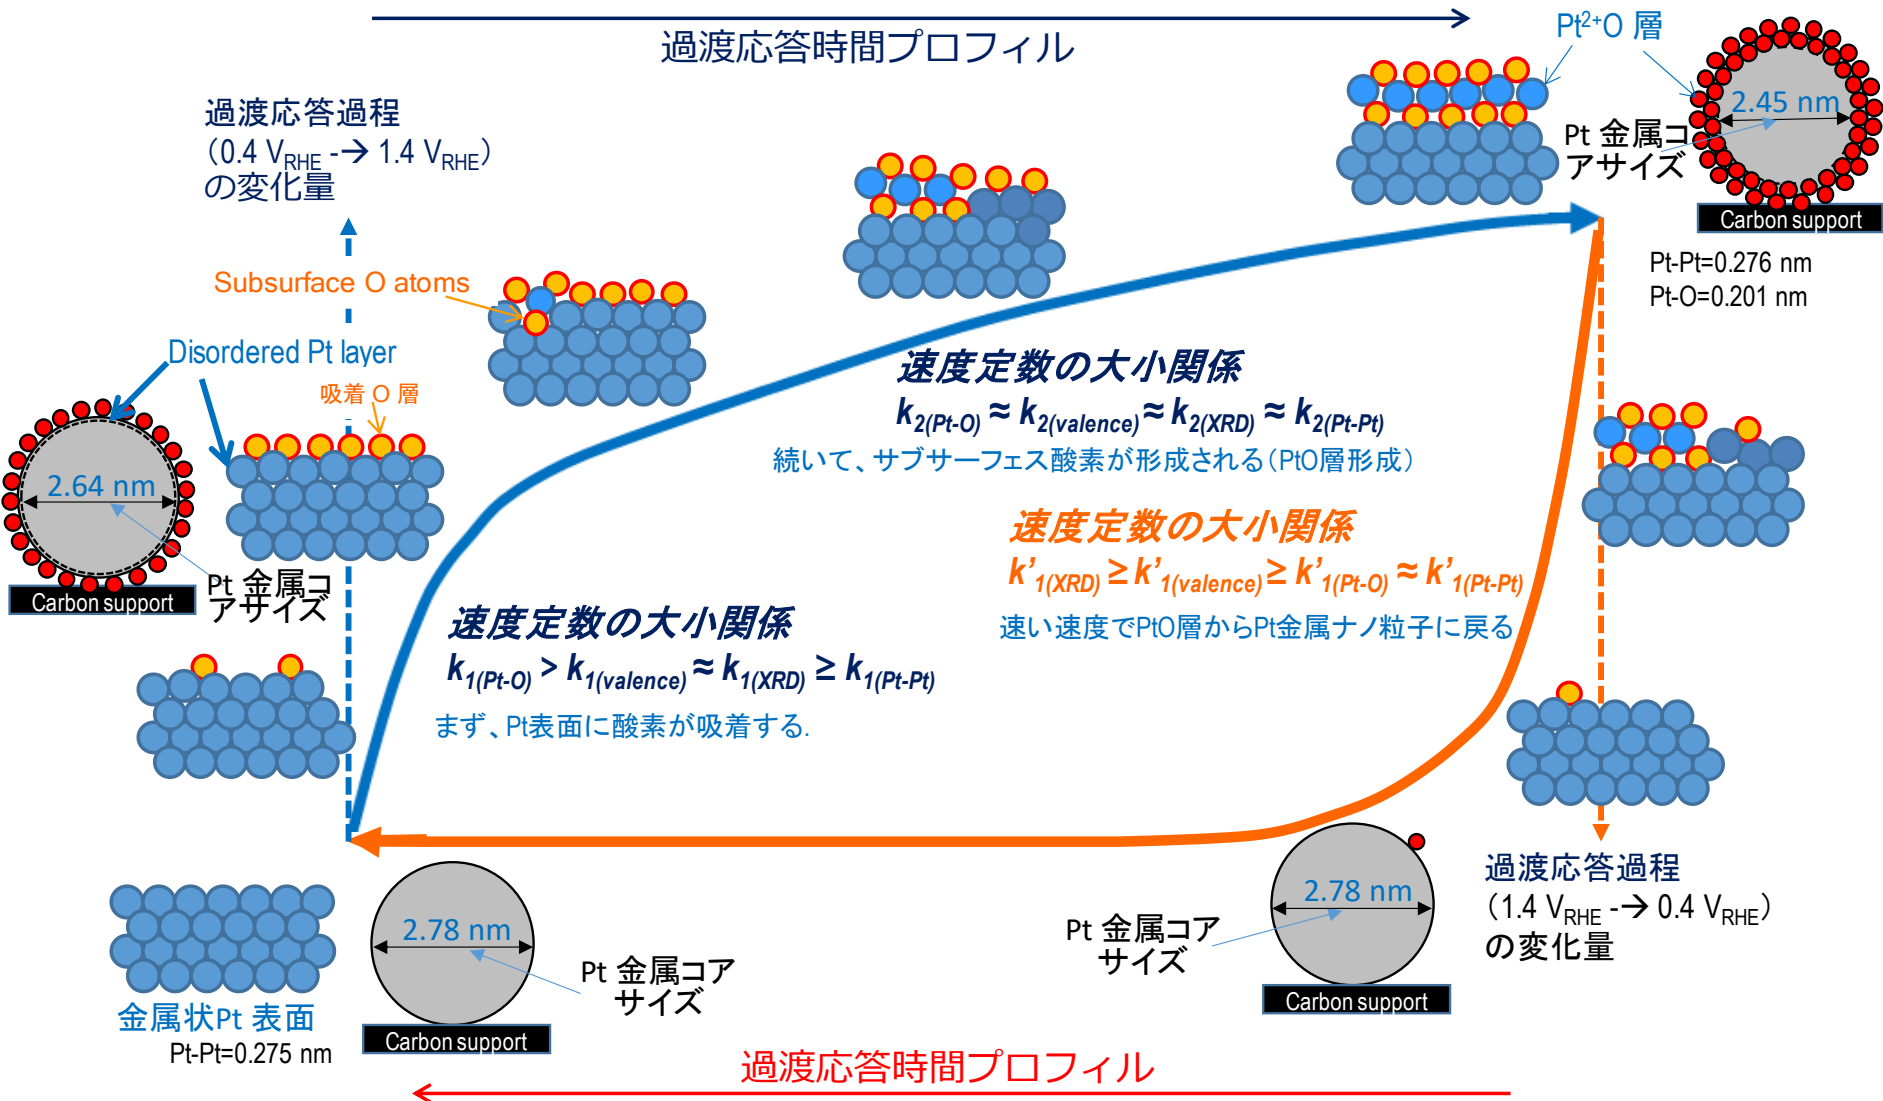 過渡応答時間プロフィル
Pt2+O 層
2.45 nm
Pt 金属コ
アサイズ
Carbon support
Pt-Pt=0.276 nm
Pt-O=0.201 nm
過渡応答過程
（0.4 VRHE -→ 1.4 VRHE）
の変化量
Subsurface O atoms
Disordered Pt layer
吸着 O 層
2.64 nm
Pt 金属コ
アサイズ
Carbon support
速度定数の大小関係
k2(Pt-O) ≈ k2(valence) ≈ k2(XRD) ≈ k2(Pt-Pt)
続いて、サブサーフェス酸素が形成される（PtO層形成）
速度定数の大小関係
k’1(XRD) ≥ k’1(valence) ≥ k’1(Pt-O) ≈ k’1(Pt-Pt)
速い速度でPtO層からPt金属ナノ粒子に戻る
速度定数の大小関係
k1(Pt-O) > k1(valence) ≈ k1(XRD) ≥ k1(Pt-Pt)
まず、Pt表面に酸素が吸着する.
金属状Pt 表面
Pt-Pt=0.275 nm
2.78 nm
Pt 金属コア
サイズ
Carbon support
2.78 nm
Pt 金属コア
サイズ
Carbon support
過渡応答過程
（1.4 VRHE -→ 0.4 VRHE）
の変化量
過渡応答時間プロフィル